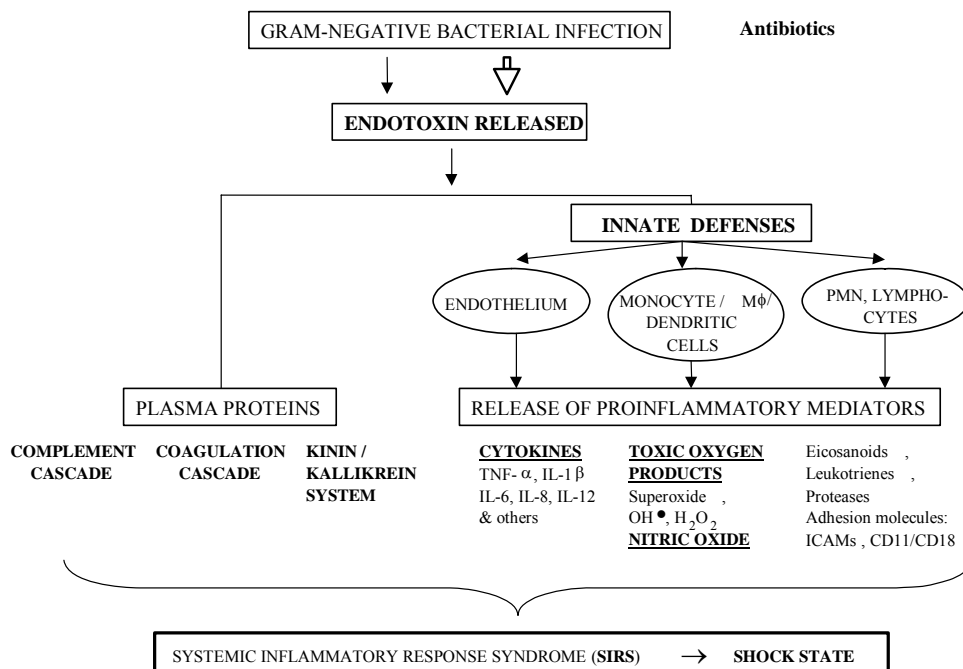 GRAM-NEGATIVE BACTERIAL INFECTION
Antibiotics
ENDOTOXIN RELEASED
INNATE DEFENSES
ENDOTHELIUM
MONOCYTE / Mϕ/
DENDRITIC
CELLS
PMN, LYMPHO-
CYTES
PLASMA PROTEINS
RELEASE OF PROINFLAMMATORY MEDIATORS
COMPLEMENT
CASCADE
COAGULATION
CASCADE
KININ /
KALLIKREIN
SYSTEM
CYTOKINES
TNF- α, IL-1 β
IL-6, IL-8, IL-12
& others
TOXIC OXYGEN
PRODUCTS
Superoxide ,
OH●, H2O2
NITRIC OXIDE
Eicosanoids ,
Leukotrienes ,
Proteases
Adhesion molecules:
ICAMs , CD11/CD18
SYSTEMIC INFLAMMATORY RESPONSE SYNDROME (SIRS) → SHOCK STATE